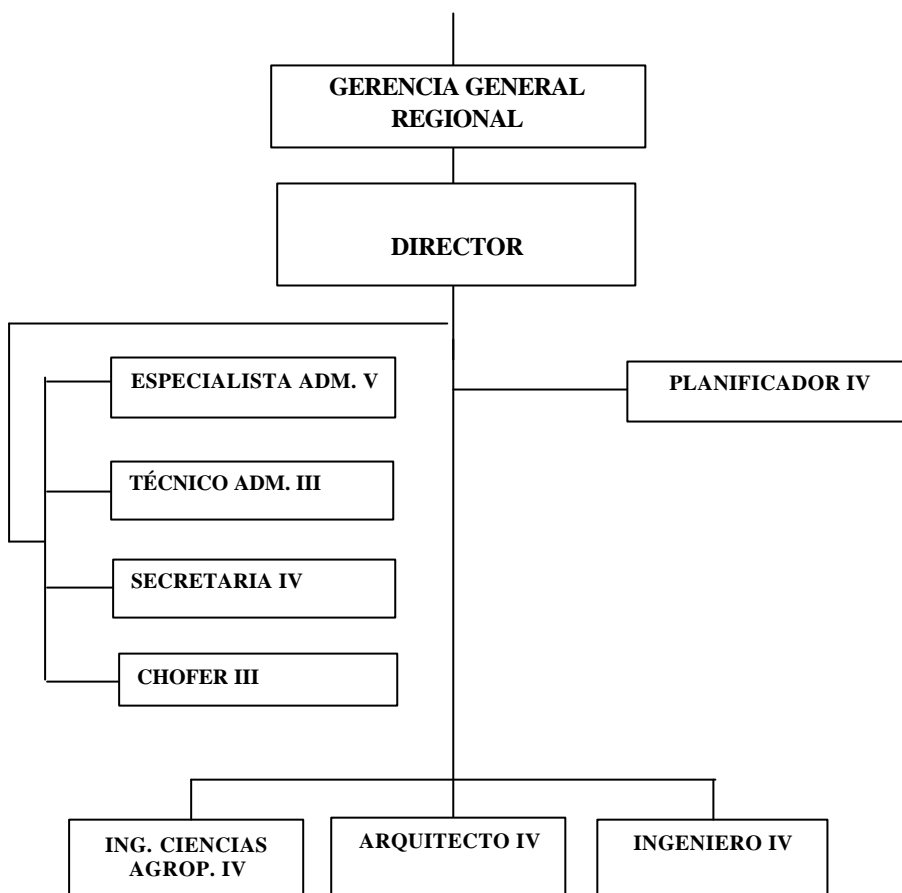 GERENCIA GENERAL
REGIONAL
DIRECTOR
ESPECIALISTA ADM. V
PLANIFICADOR IV
TÉCNICO ADM. III
SECRETARIA IV
CHOFER III
ING. CIENCIAS
AGROP. IV
ARQUITECTO IV
INGENIERO IV